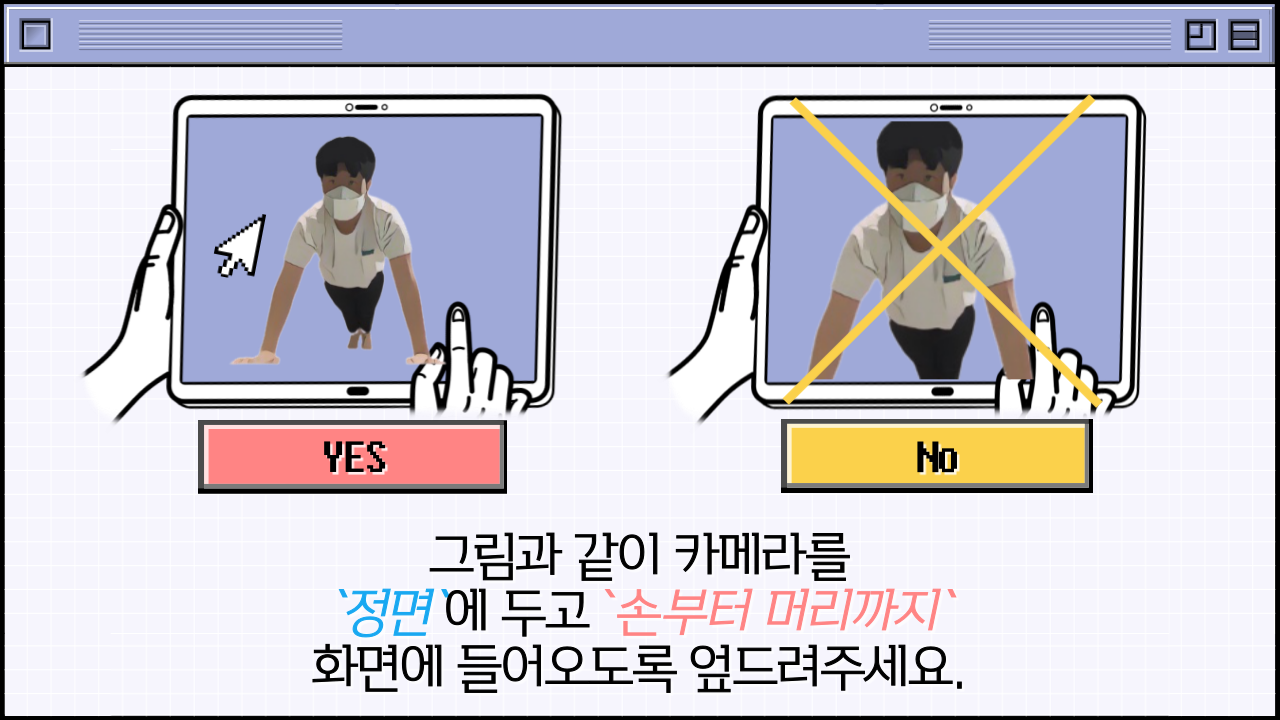 YES
No
그림과 같이 카메라를
`정면`에 두고 `손부터 머리까지`
화면에 들어오도록 엎드려주세요.